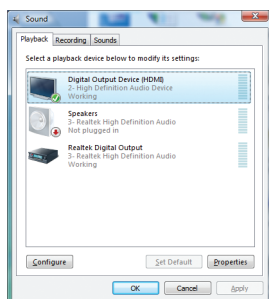 Sound
Playback Recording Sounds
Select a playback device below to modify its settings:
Digital Output Device (HDMI)
2- High Definition Audio Device
Working
Speakers
3- Realtek High Definition Audio
Not plugged in
Realtek Digital Output
3- Realtek High Definition Audio
Working
Configure Set Default Properties
OK Cancel Apply